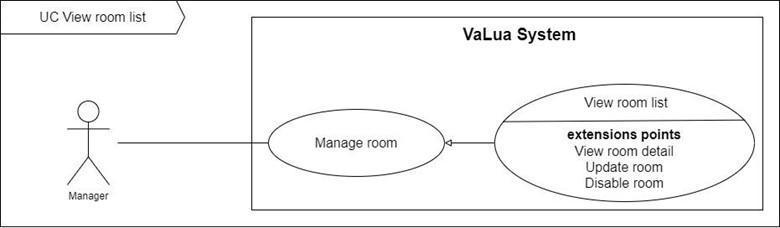 UC View room list
VaLua System
View room list
Manage room
extensions points
View room detail
Update room
Disable room
Manager